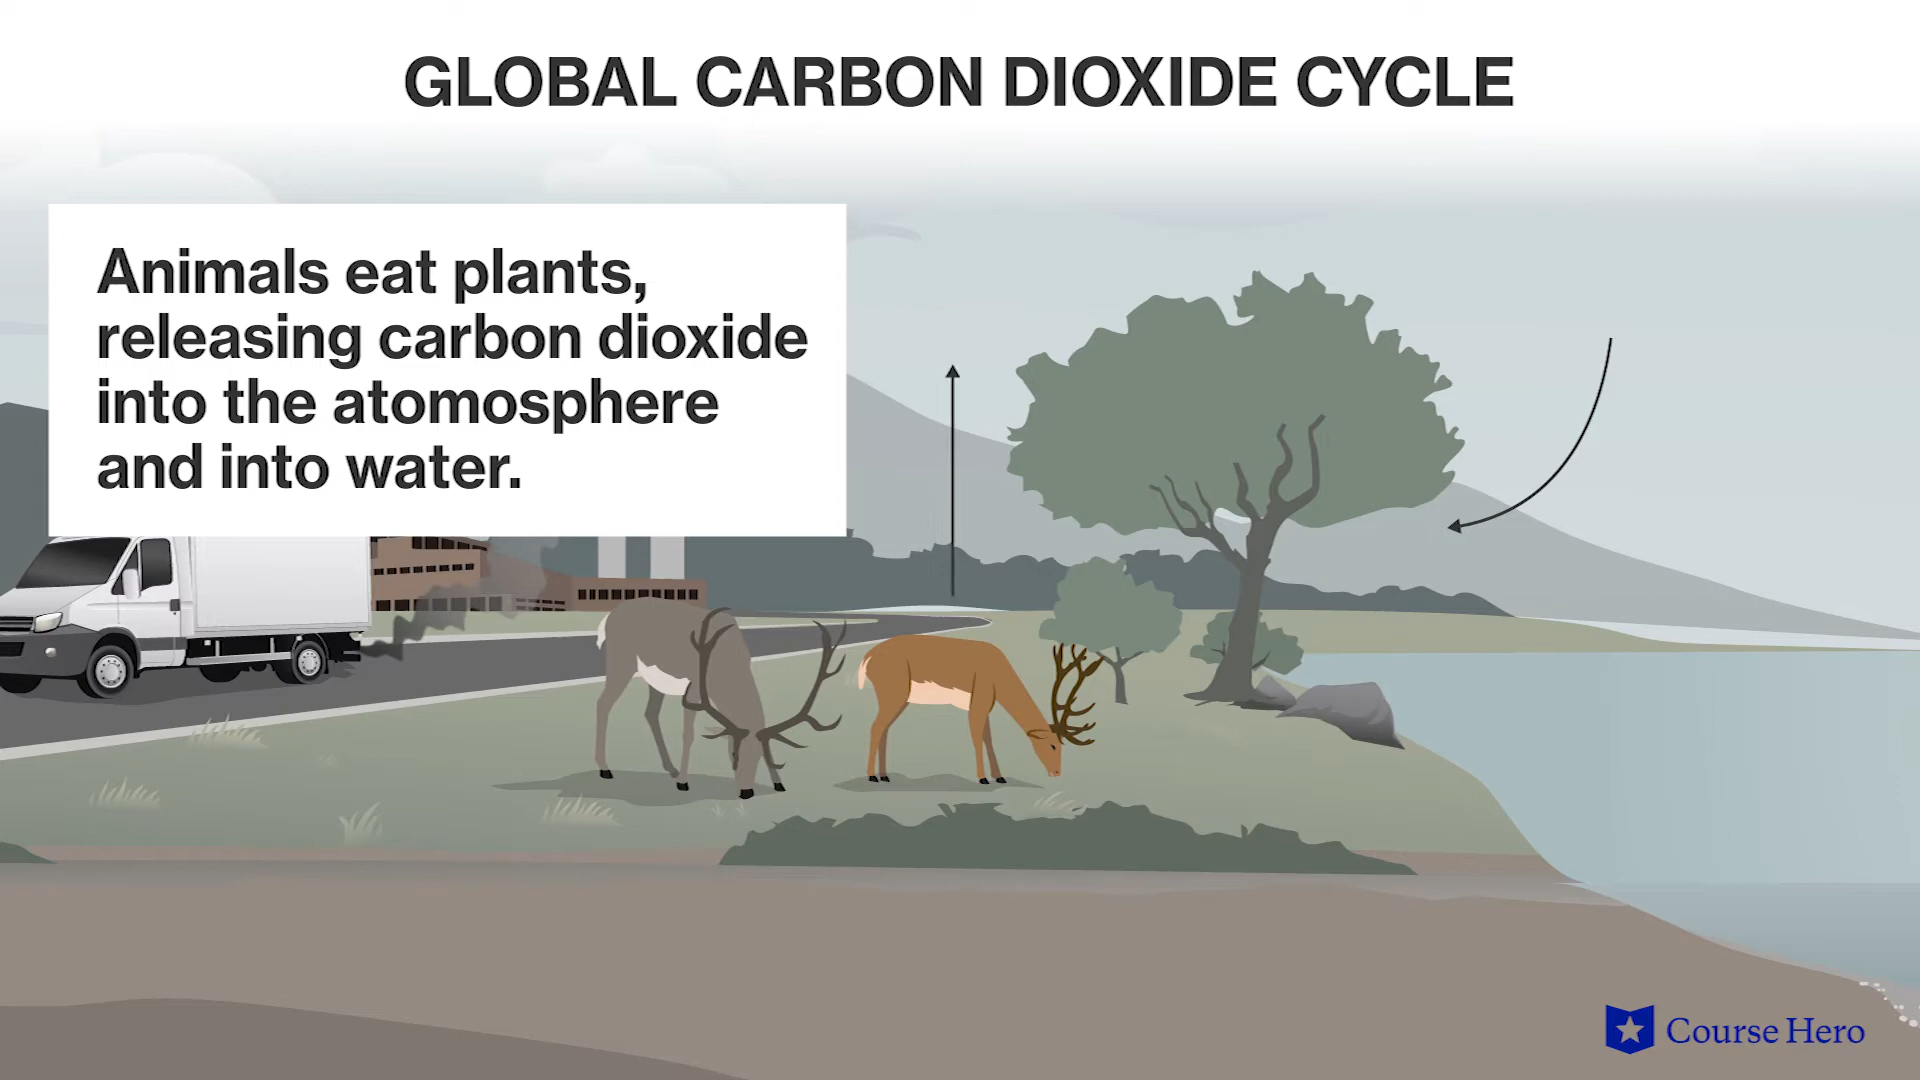 GLOBAL CARBON DIOXIDE CYCLE
Animals eat plants,
releasing carbon dioxide
into the atomosphere
and into water.
Course Hero